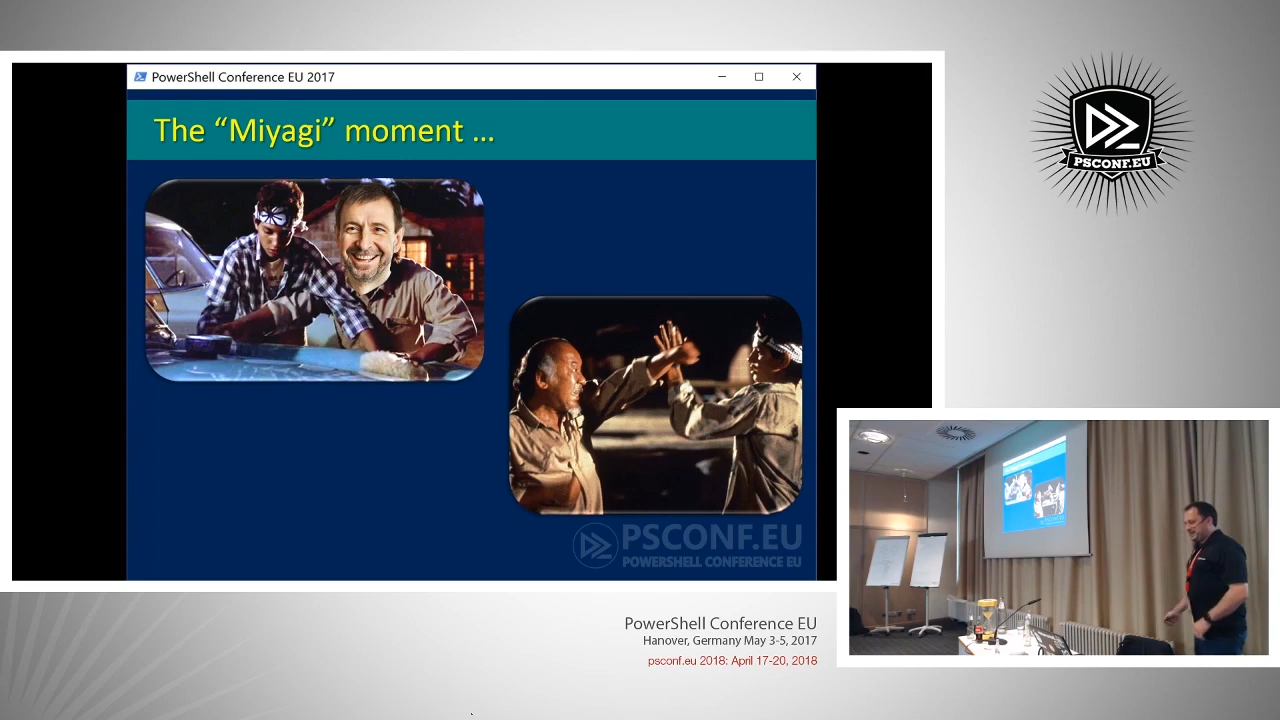 PowerShell Conference EU 2017
The “Miyagi” moment ...
PSCONF.EU
POWERSHELL CONFERENCE EU
PSCONF.EU
PowerShell Conference EU
Hanover, Germany May 3-5, 2017
psconf.eu 2018: April 17-20, 2018